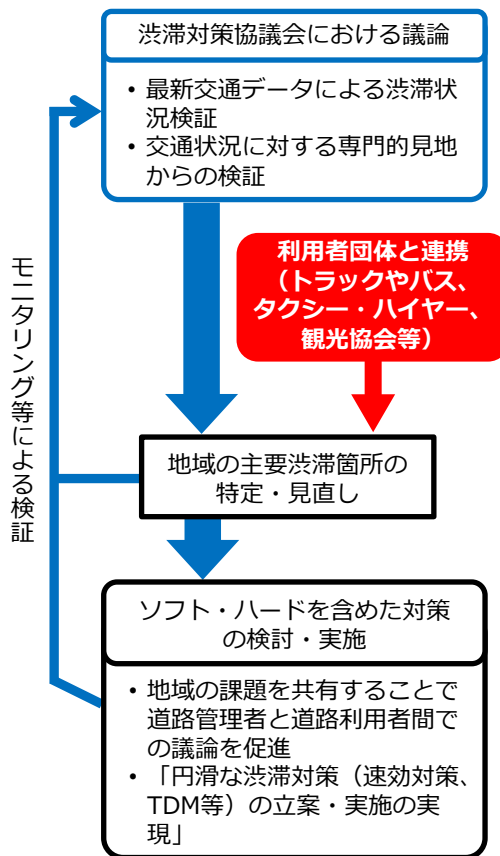 渋滞対策協議会における議論
• 最新交通データによる渋滞状
況検証
• 交通状況に対する専門的見地
からの検証
利用者団体と連携
（トラックやバス、
タクシー・ハイヤー、
観光協会等）
モニタリング等による検証
地域の主要渋滞箇所の
特定・見直し
ソフト・ハードを含めた対策
の検討・実施
• 地域の課題を共有することで
道路管理者と道路利用者間で
の議論を促進
• 「円滑な渋滞対策（速効対策、
TDM等）の立案・実施の実
現」